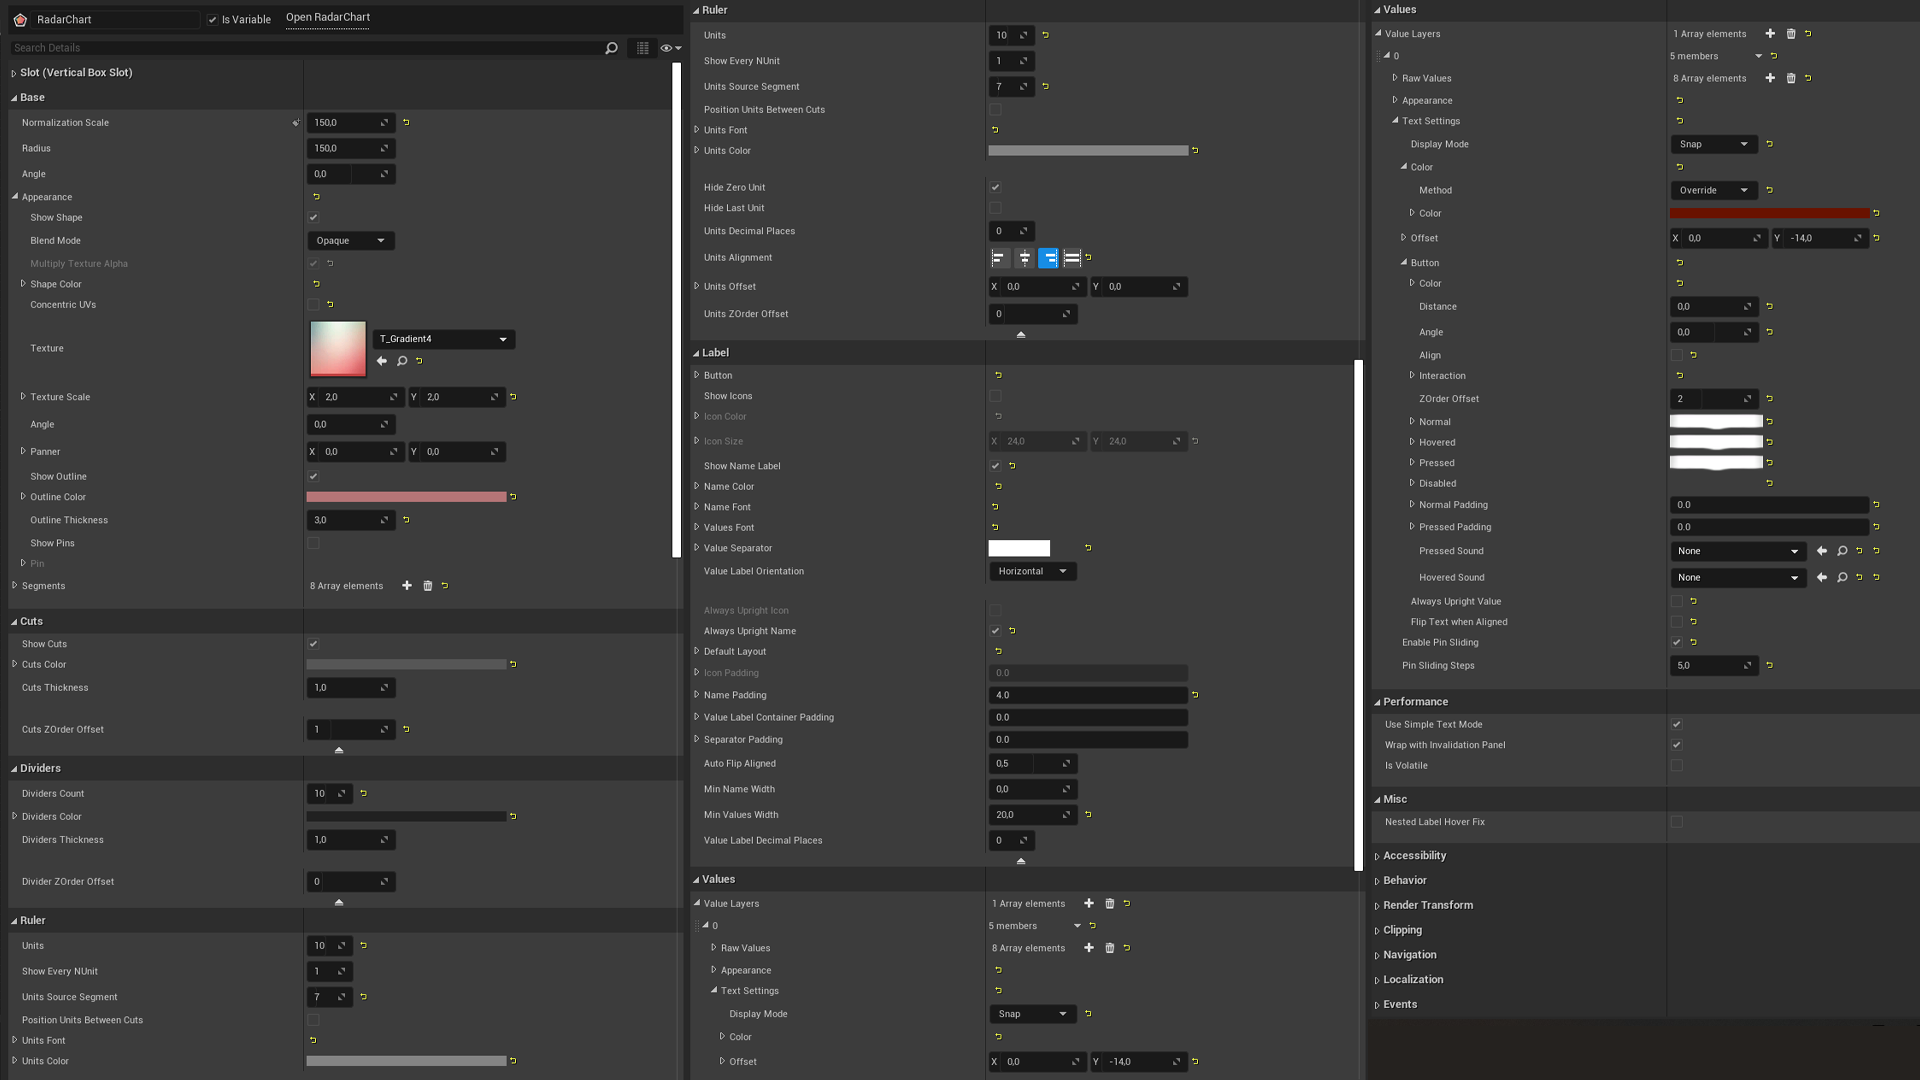 RadarChart Is Variable Open RadarChart
Search Details
Slot (Vertical Box Slot)
Base
Normalization Scale 150,0
Radius 150,0
Angle 0,0
Appearance
Show Shape
Blend Mode Opaque
Multiply Texture Alpha
Shape Color
Concentric UVs
Texture T_Gradient4
Texture Scale X 2,0 Y 2,0
Angle 0,0
Panner X 0,0 Y 0,0
Show Outline
Outline Color
Outline Thickness 3,0
Show Pins
Pin
Segments 8 Array elements
Cuts
Show Cuts
Cuts Color
Cuts Thickness 1,0
Cuts ZOrder Offset 1
Dividers
Dividers Count 10
Dividers Color
Dividers Thickness 1,0
Divider ZOrder Offset 0
Ruler
Units 10
Show Every NUnit 1
Units Source Segment 7
Position Units Between Cuts
Units Font
Units Color
Ruler
Units 10
Show Every NUnit 1
Units Source Segment 7
Position Units Between Cuts
Units Font
Units Color
Hide Zero Unit
Hide Last Unit
Units Decimal Places 0
Units Alignment
Units Offset X 0,0 Y 0,0
Units ZOrder Offset 0
Label
Button
Show Icons
Icon Color
Icon Size X 24,0 Y 24,0
Show Name Label
Name Color
Name Font
Values Font
Value Separator
Value Label Orientation Horizontal
Always Upright Icon
Always Upright Name
Default Layout
Icon Padding 0.0
Name Padding 4.0
Value Label Container Padding 0.0
Separator Padding 0.0
Auto Flip Aligned 0,5
Min Name Width 0,0
Min Values Width 20,0
Value Label Decimal Places 0
Values
Value Layers 1 Array elements
0 5 members
Raw Values 8 Array elements
Appearance
Text Settings
Display Mode Snap
Color
Offset X 0,0 Y -14,0
Values
Value Layers 1 Array elements
0 5 members
Raw Values 8 Array elements
Appearance
Text Settings
Display Mode Snap
Color
Method Override
Color
Offset X 0,0 Y -14,0
Button
Color
Distance 0,0
Angle 0,0
Align
Interaction
ZOrder Offset 2
Normal
Hovered
Pressed
Disabled
Normal Padding 0.0
Pressed Padding 0.0
Pressed Sound None
Hovered Sound None
Always Upright Value
Flip Text when Aligned
Enable Pin Sliding
Pin Sliding Steps 5,0
Performance
Use Simple Text Mode
Wrap with Invalidation Panel
Is Volatile
Misc
Nested Label Hover Fix
Accessibility
Behavior
Render Transform
Clipping
Navigation
Localization
Events